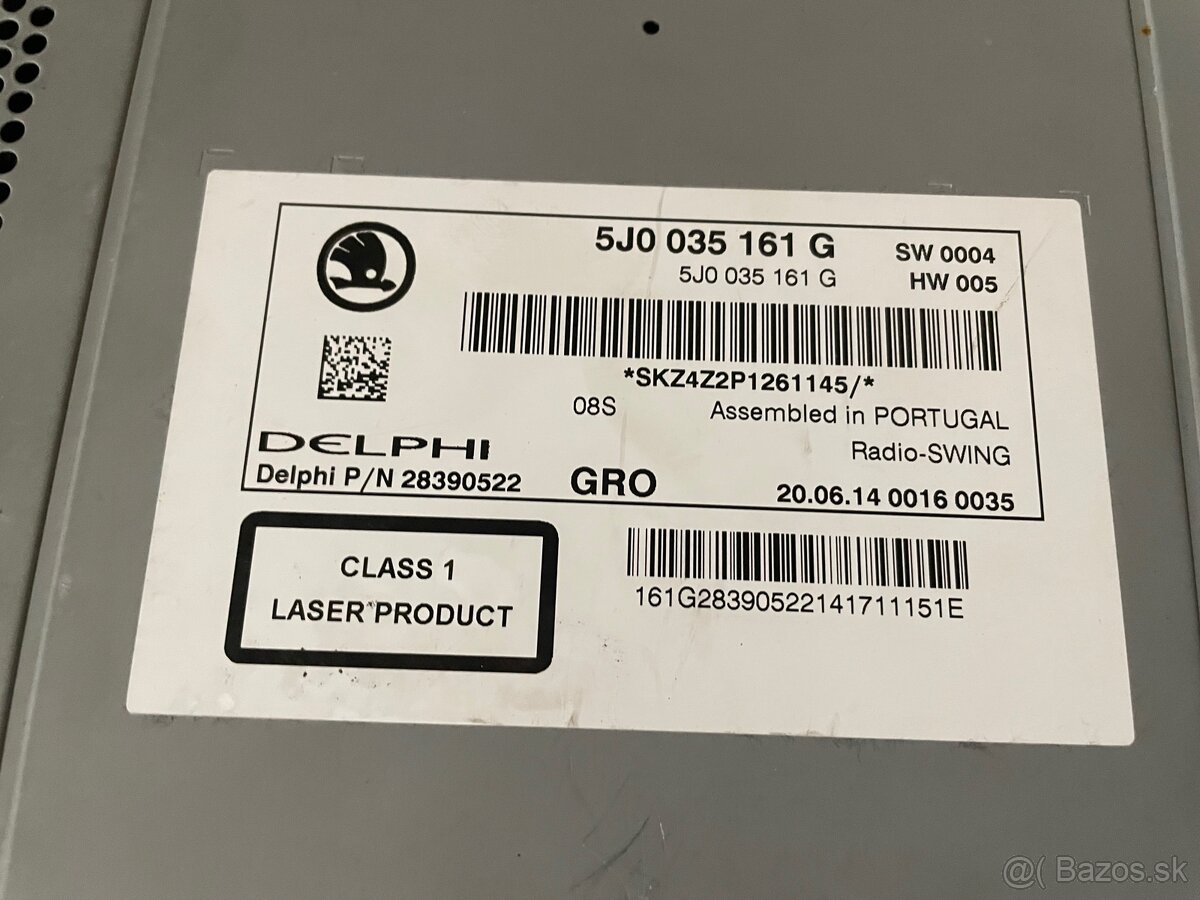 5J0 035 161 G
SW 0004
5J0 035 161 G
HW 005
*SKZ4Z2P1261145/*
08S
Assembled in PORTUGAL
Radio-SWING
DELPHI
Delphi P/N 28390522
GRO
20.06.14 0016 0035
CLASS 1
LASER PRODUCT
161G28390522141711151E
@( Bazos.sk